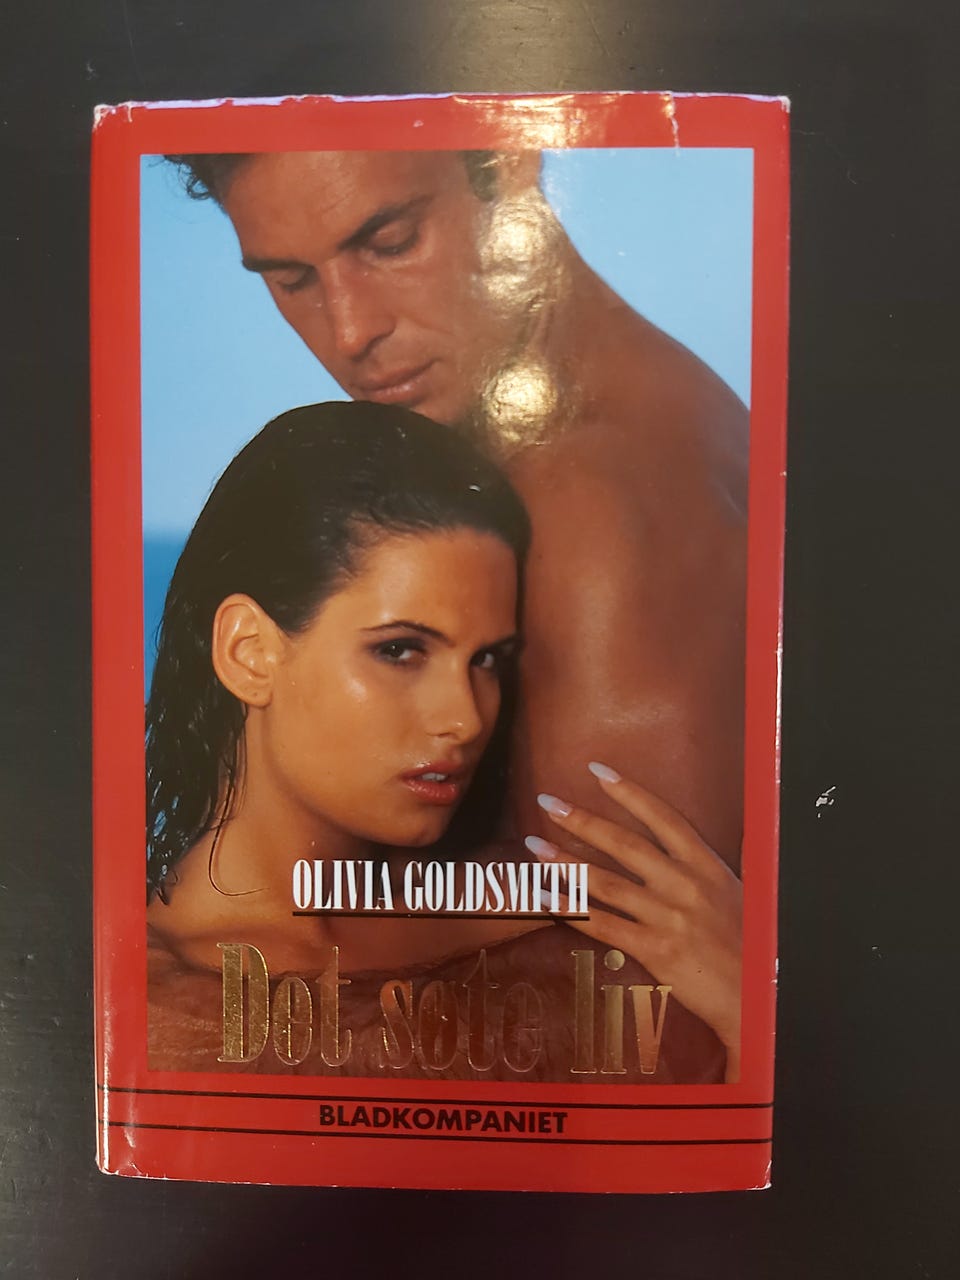 OLIVIA GOLDSMITH
Det søte liv
BLADKOMPANIET